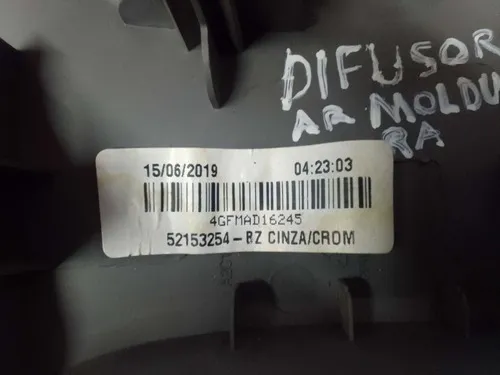 DIFUSOR
AR MOLDU
RA
15/06/2019 04:23:03
4GFMAD16245
52153254-BZ CINZA/CROM